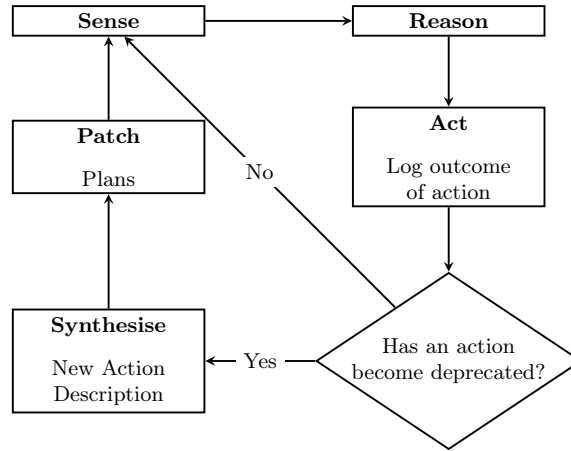 Sense
Reason
Act
Log outcome
of action
Patch
Plans
No
Has an action
become deprecated?
Yes
Synthesise
New Action
Description